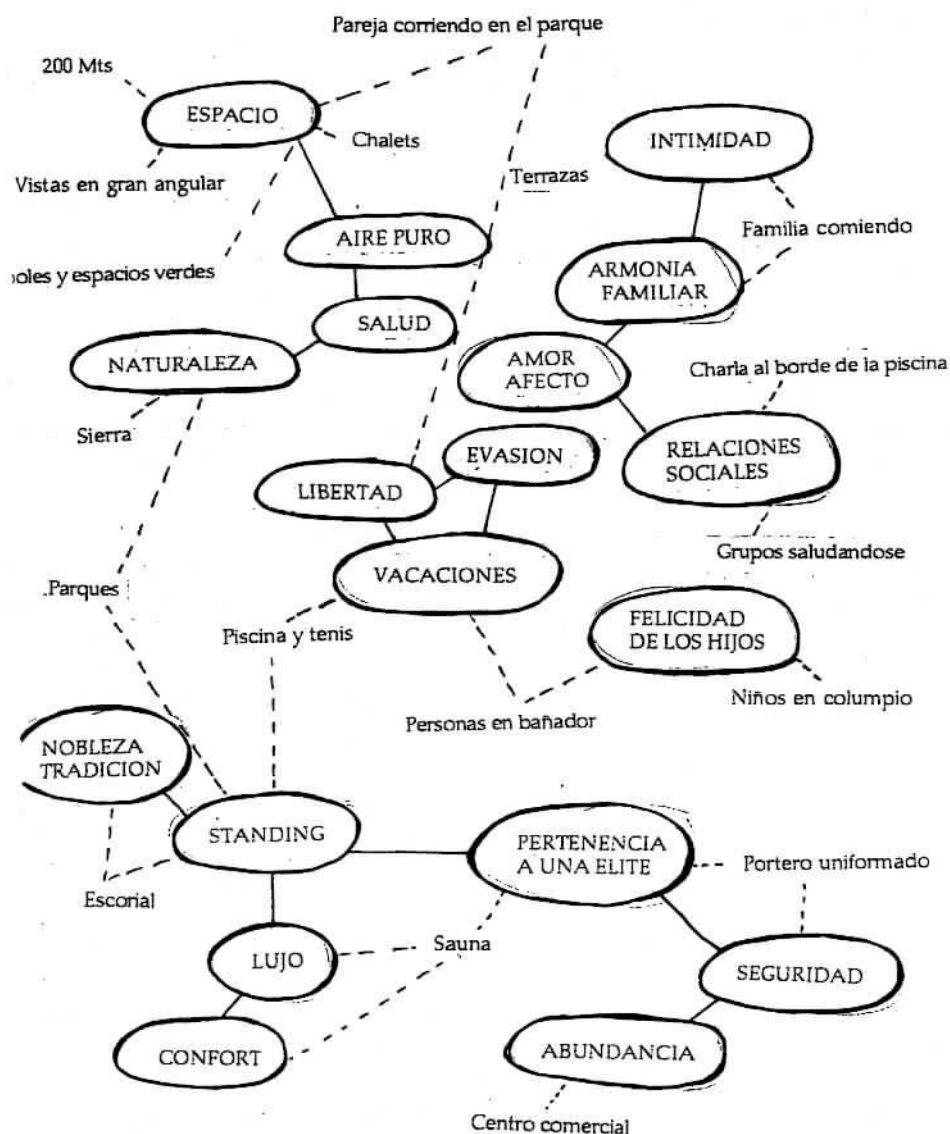 Pareja corriendo en el parque
200 Mts
ESPACIO
Chalets
INTIMIDAD
Vistas en gran angular
Terrazas
AIRE PURO
Familia comiendo
y espacios verdes
ARMONIA
FAMILIAR
SALUD
NATURALEZA
AMOR
AFECTO
Charla al borde de la piscina
Sierra
EVASION
RELACIONES
SOCIALES
LIBERTAD
Grupos saludandose
VACACIONES
.Parques
FELICIDAD
DE LOS HIJOS
Piscina y tenis
Niños en columpio
Personas en bañador
NOBLEZA
TRADICION
STANDING
PERTENENCIA
A UNA ELITE
Portero uniformado
Escorial
Sauna
LUJO
SEGURIDAD
CONFORT
ABUNDANCIA
Centro comercial